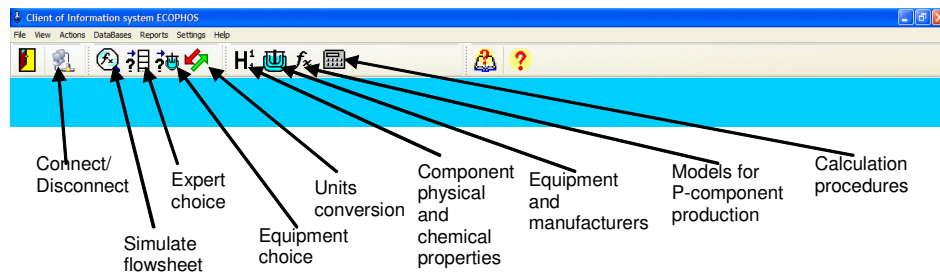 Client of Information system ECOPHOS
File View Actions DataBases Reports Settings Help
Connect/
Disconnect
Simulate
flowsheet
Expert
choice
Equipment
choice
Units
conversion
Component
physical
and
chemical
properties
Equipment
and
manufacturers
Models for
P-component
production
Calculation
procedures